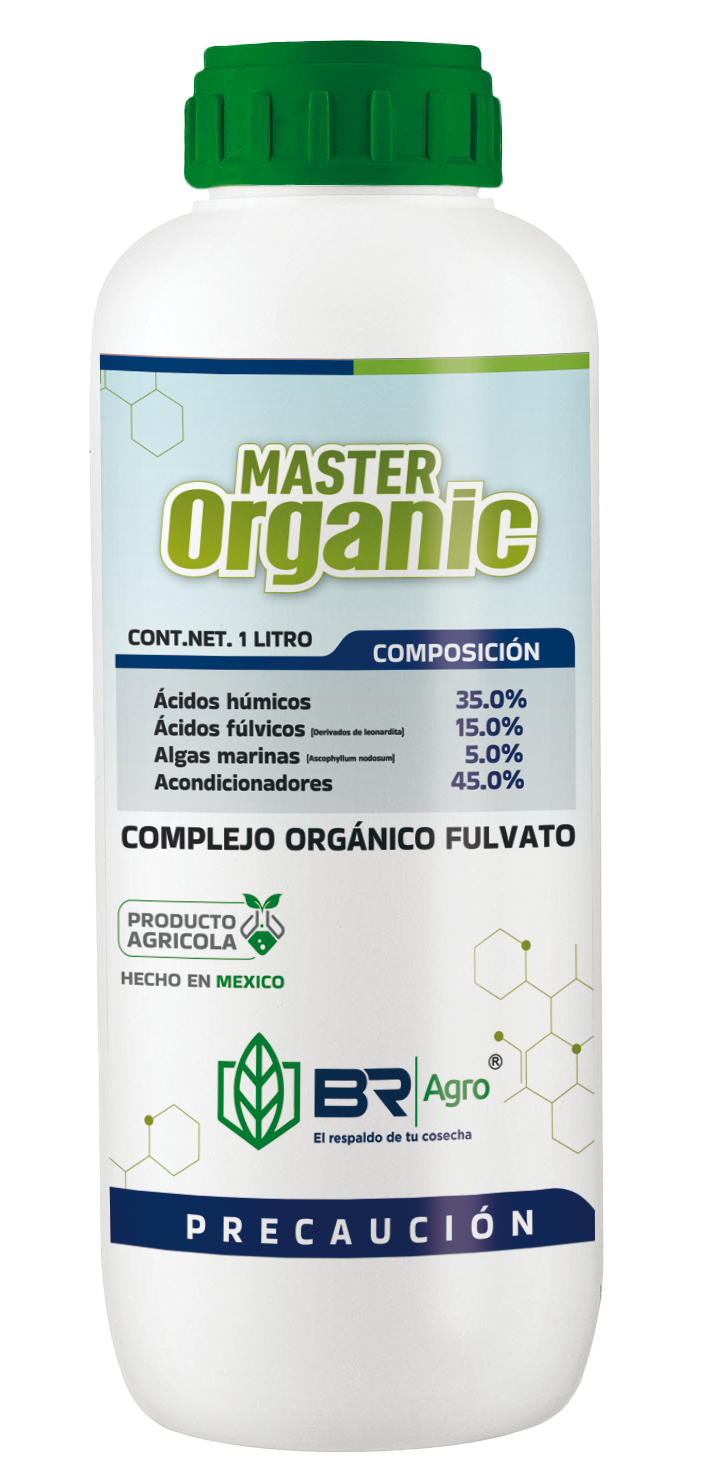 MASTER
Organic
CONT.NET. 1 LITRO
COMPOSICIÓN
Ácidos húmicos 35.0%
Ácidos fúlvicos [Derivados de leonardita] 15.0%
Algas marinas [Ascophyllum nodosum] 5.0%
Acondicionadores 45.0%
COMPLEJO ORGÁNICO FULVATO
PRODUCTO
AGRICOLA
HECHO EN MEXICO
BR Agro ®
El respaldo de tu cosecha
PRECAUCIÓN